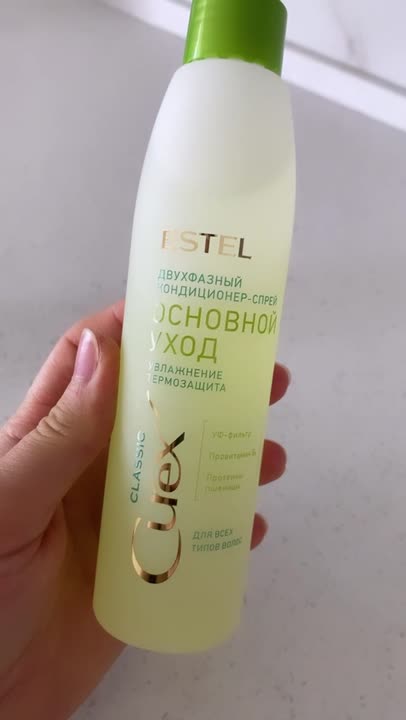 ESTEL
ДВУХФАЗНЫЙ
КОНДИЦИОНЕР-СПРЕЙ
ОСНОВНОЙ
УХОД
УВЛАЖНЕНИЕ
ТЕРМОЗАЩИТА
CLASSIC
Curex
УФ-фильтр
Провитамин B₅
Протеины
пшеницы
ДЛЯ ВСЕХ
ТИПОВ ВОЛОС